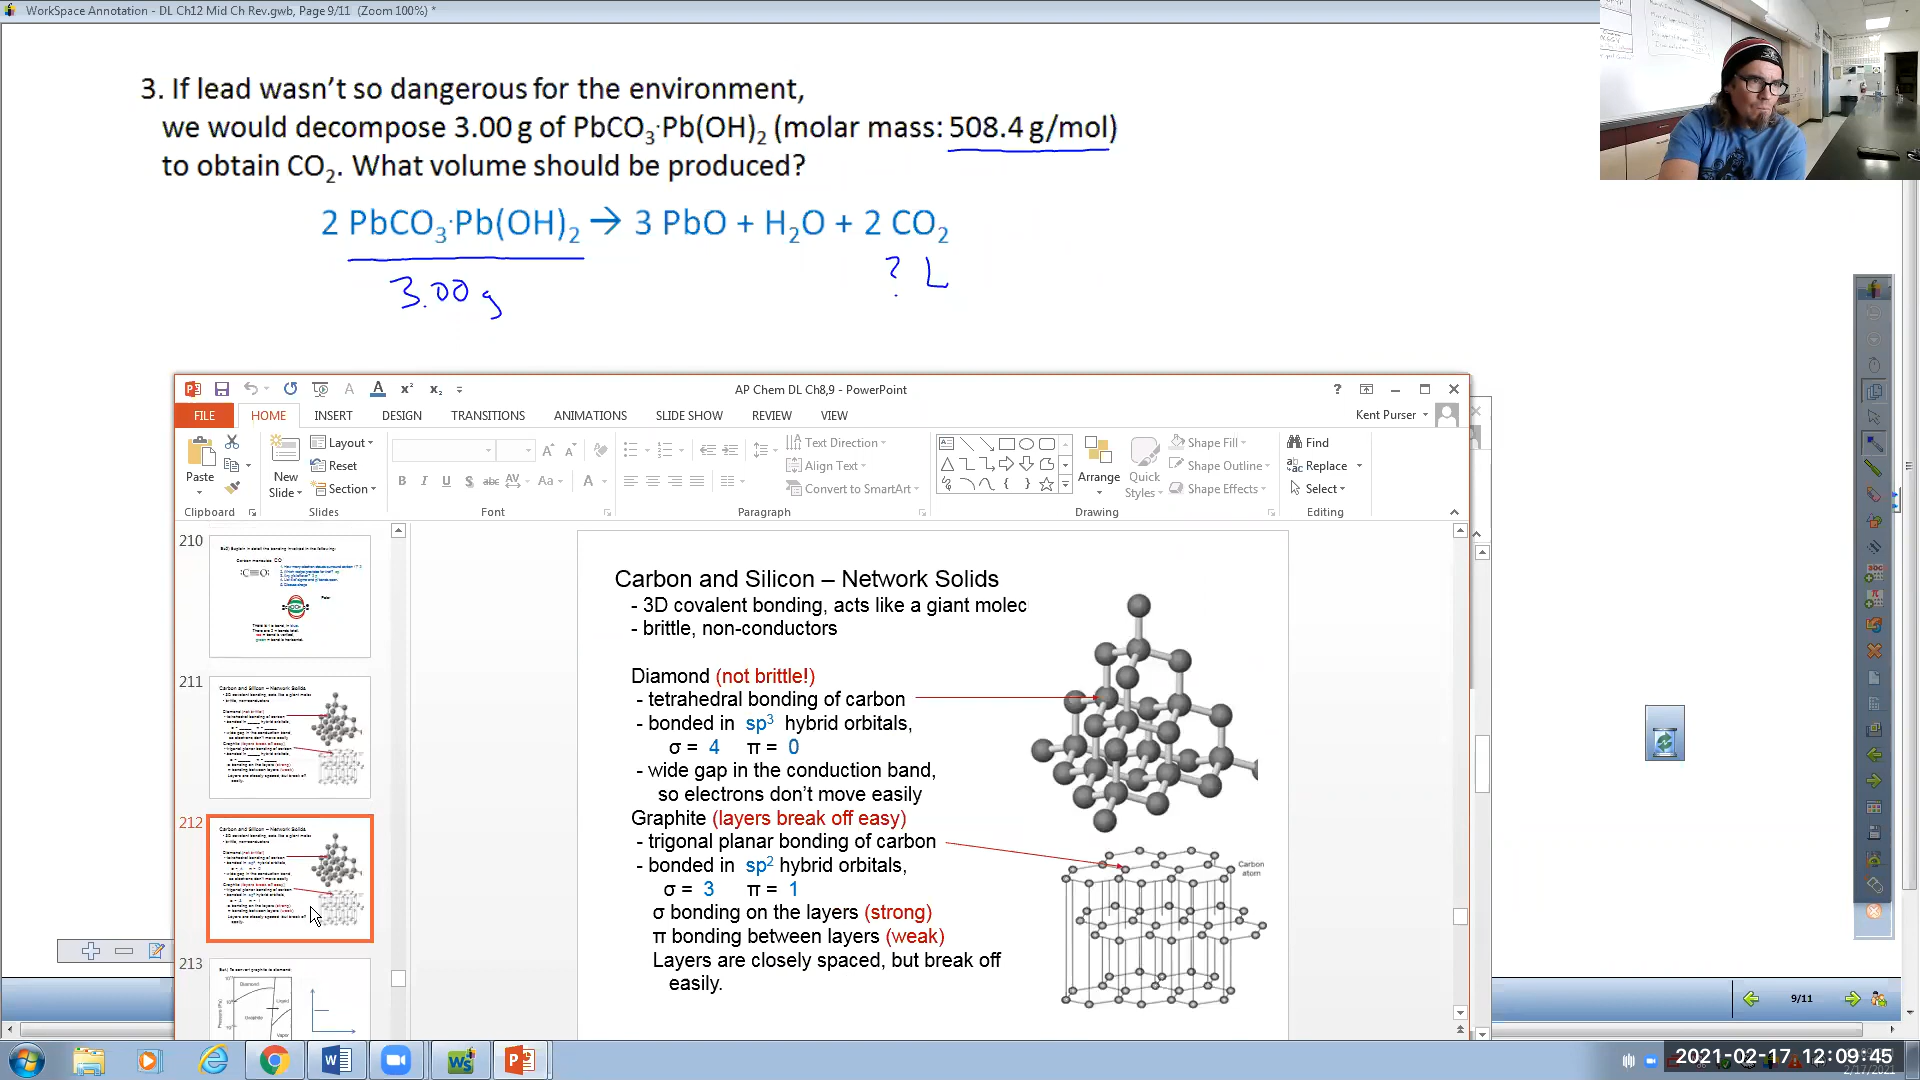 WorkSpace Annotation - DL Ch12 Mid Ch Rev.gwb, Page 9/11 (Zoom 100%) *
3. If lead wasn't so dangerous for the environment,
we would decompose 3.00 g of PbCO₃·Pb(OH)₂ (molar mass: 508.4 g/mol)
to obtain CO₂. What volume should be produced?
2 PbCO₃·Pb(OH)₂ → 3 PbO + H₂O + 2 CO₂
3.00 g ? L
AP Chem DL Ch8,9 - PowerPoint
FILE HOME INSERT DESIGN TRANSITIONS ANIMATIONS SLIDE SHOW REVIEW VIEW Kent Purser
Paste New Slide Layout Reset Section
Text Direction Align Text Convert to SmartArt
Arrange Quick Styles Shape Fill Shape Outline Shape Effects
Find Replace Select
Clipboard Slides Font Paragraph Drawing Editing
210
211
212
213
Carbon and Silicon – Network Solids
- 3D covalent bonding, acts like a giant molec
- brittle, non-conductors
Diamond (not brittle!)
- tetrahedral bonding of carbon
- bonded in sp³ hybrid orbitals,
σ = 4 π = 0
- wide gap in the conduction band,
so electrons don't move easily
Graphite (layers break off easy)
- trigonal planar bonding of carbon
- bonded in sp² hybrid orbitals,
σ = 3 π = 1
σ bonding on the layers (strong)
π bonding between layers (weak)
Layers are closely spaced, but break off
easily.
Carbon
atom
9/11
2021-02-17 12:09:45
2/17/2021